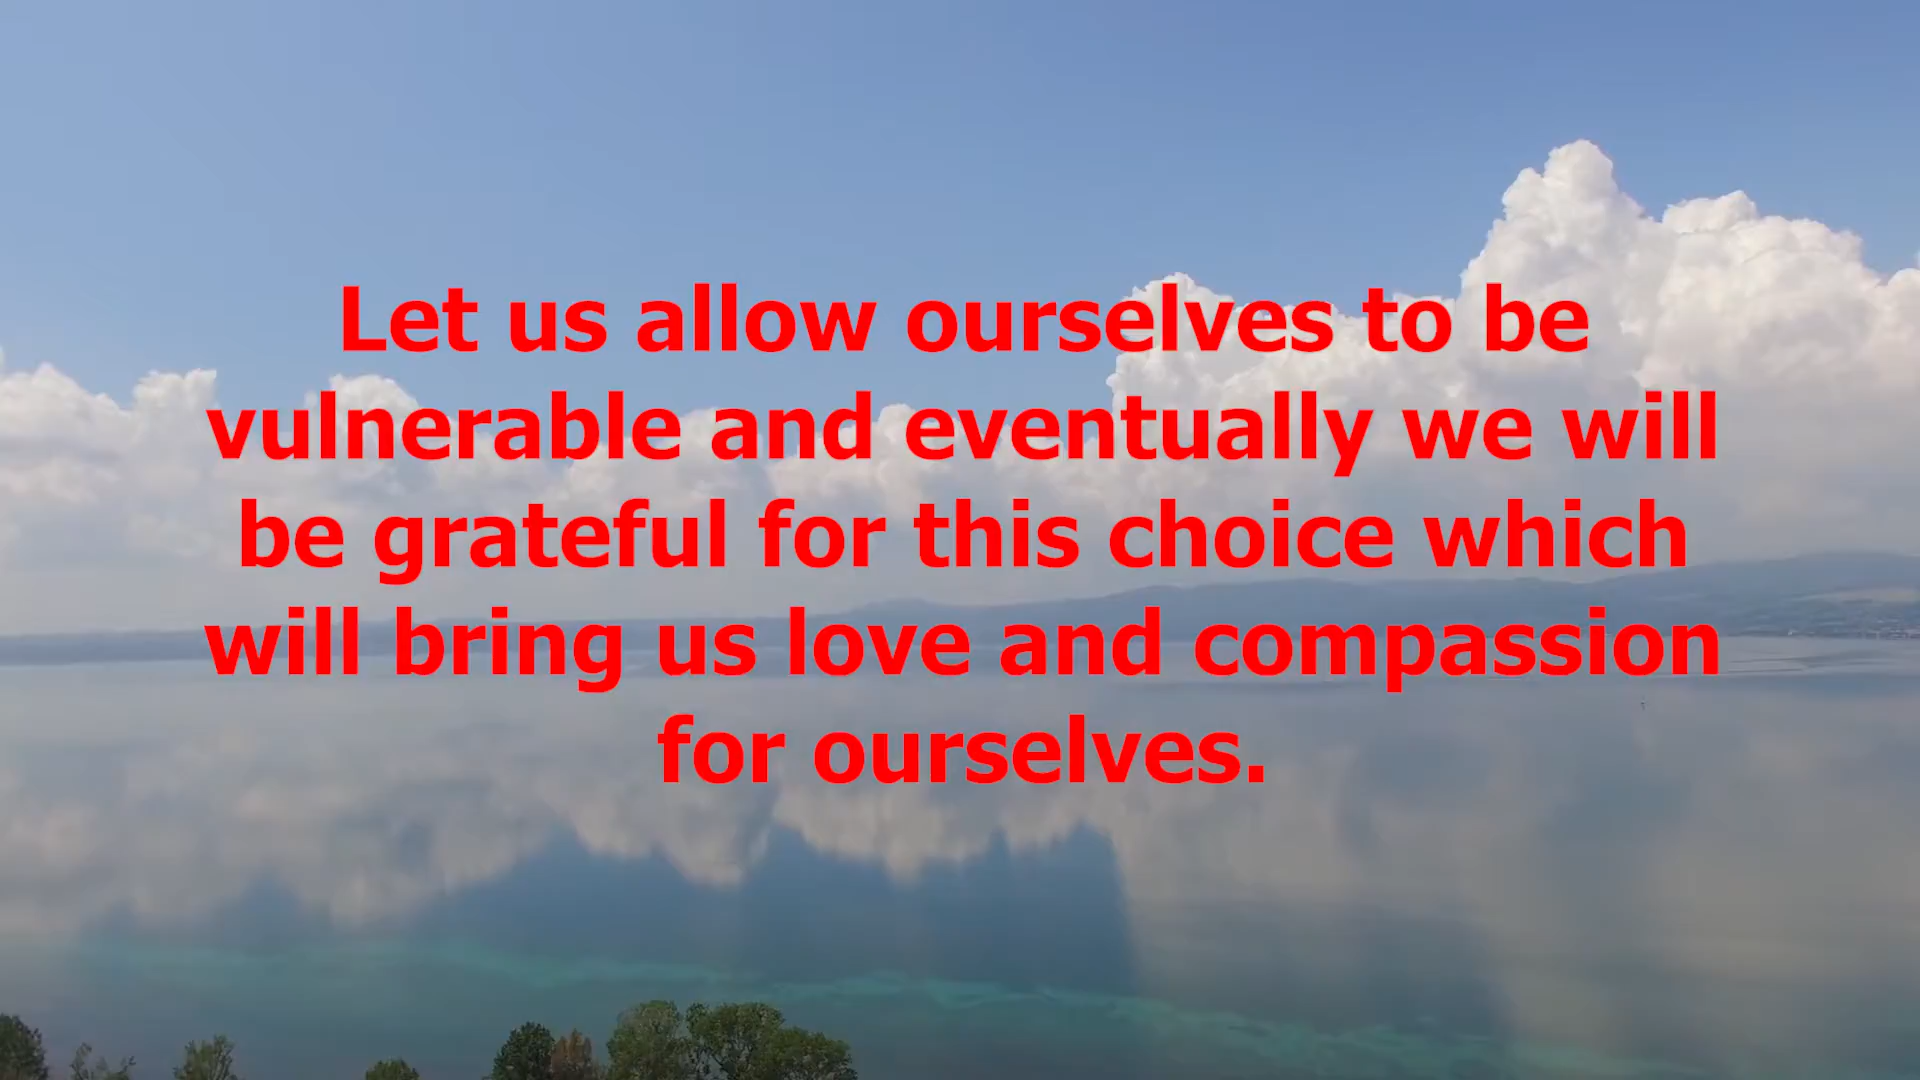 Let us allow ourselves to be
vulnerable and eventually we will
be grateful for this choice which
will bring us love and compassion
for ourselves.